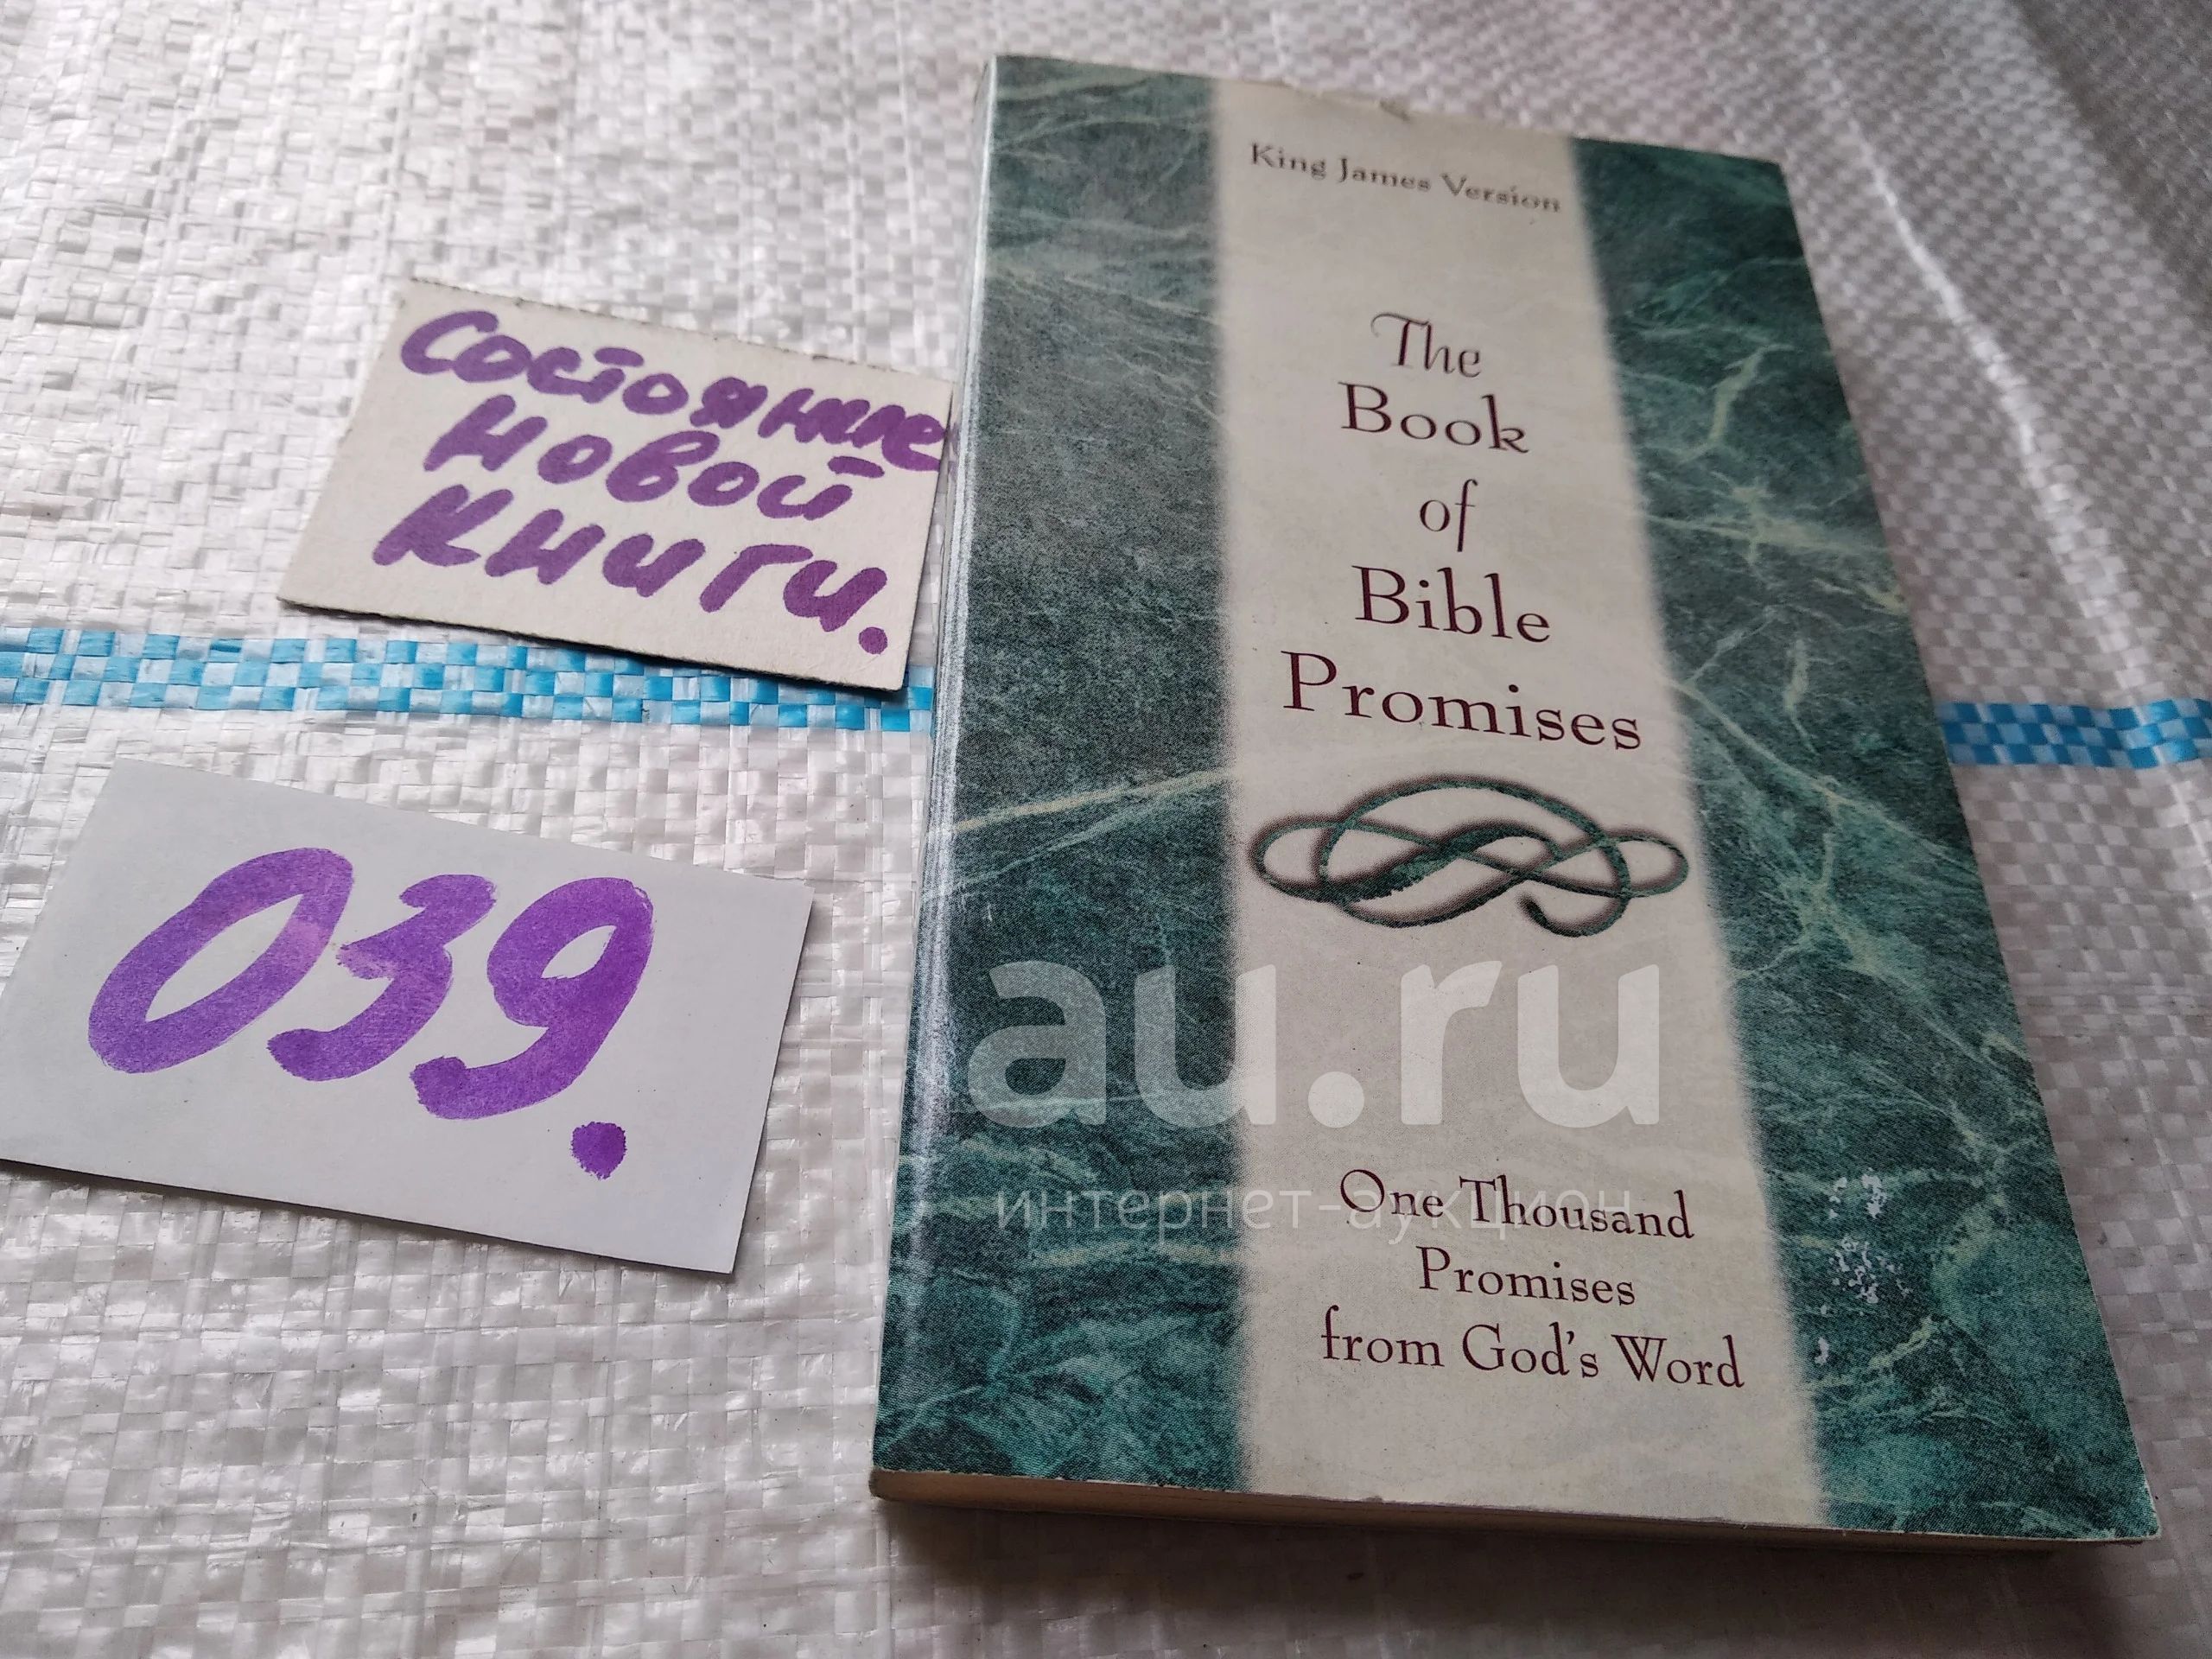 Состояние
новой
книги.
039.
King James Version
The
Book
of
Bible
Promises
au.ru
интернет-аукцион
One Thousand
Promises
from God's Word